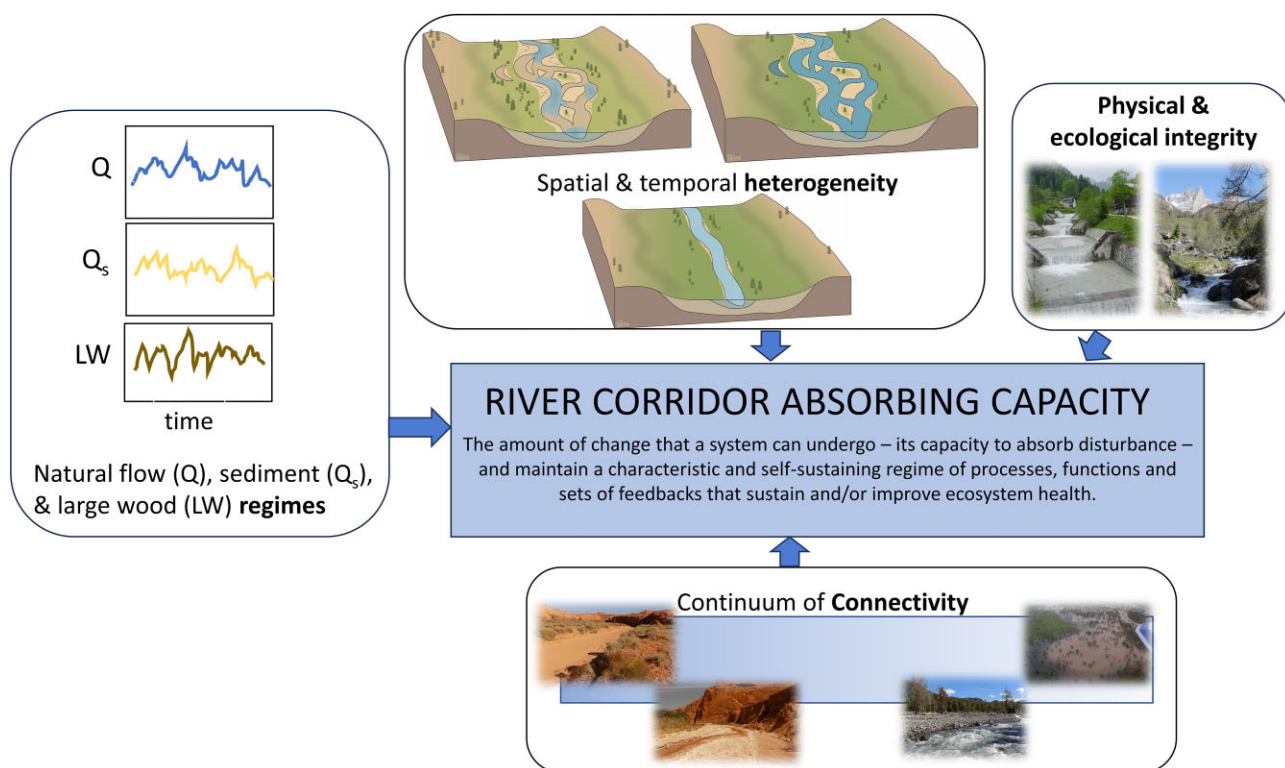 Spatial & temporal heterogeneity
Physical &
ecological integrity
Q
Qₛ
LW
time
Natural flow (Q), sediment (Qₛ),
& large wood (LW) regimes
RIVER CORRIDOR ABSORBING CAPACITY
The amount of change that a system can undergo – its capacity to absorb disturbance –
and maintain a characteristic and self-sustaining regime of processes, functions and
sets of feedbacks that sustain and/or improve ecosystem health.
Continuum of Connectivity